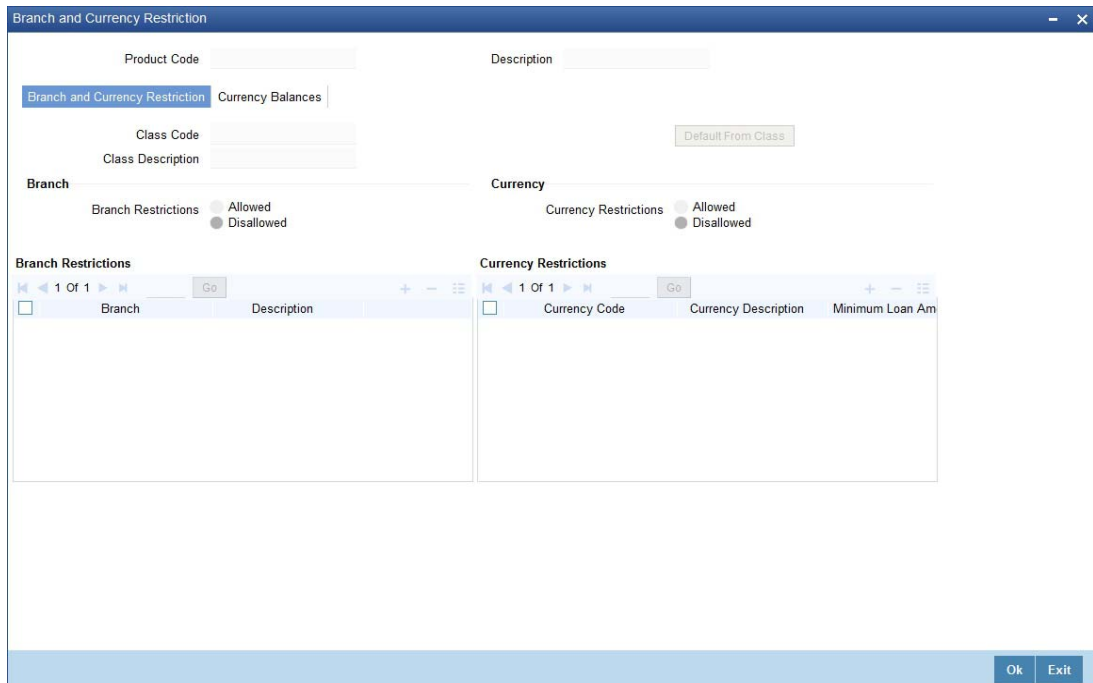 Branch and Currency Restriction
Product Code
Description
Branch and Currency Restriction Currency Balances
Class Code
Default From Class
Class Description
Branch
Currency
Branch Restrictions
Allowed
Disallowed
Currency Restrictions
Allowed
Disallowed
Branch Restrictions
1 Of 1 Go
Branch Description
Currency Restrictions
1 Of 1 Go
Currency Code Currency Description Minimum Loan Am
Ok Exit